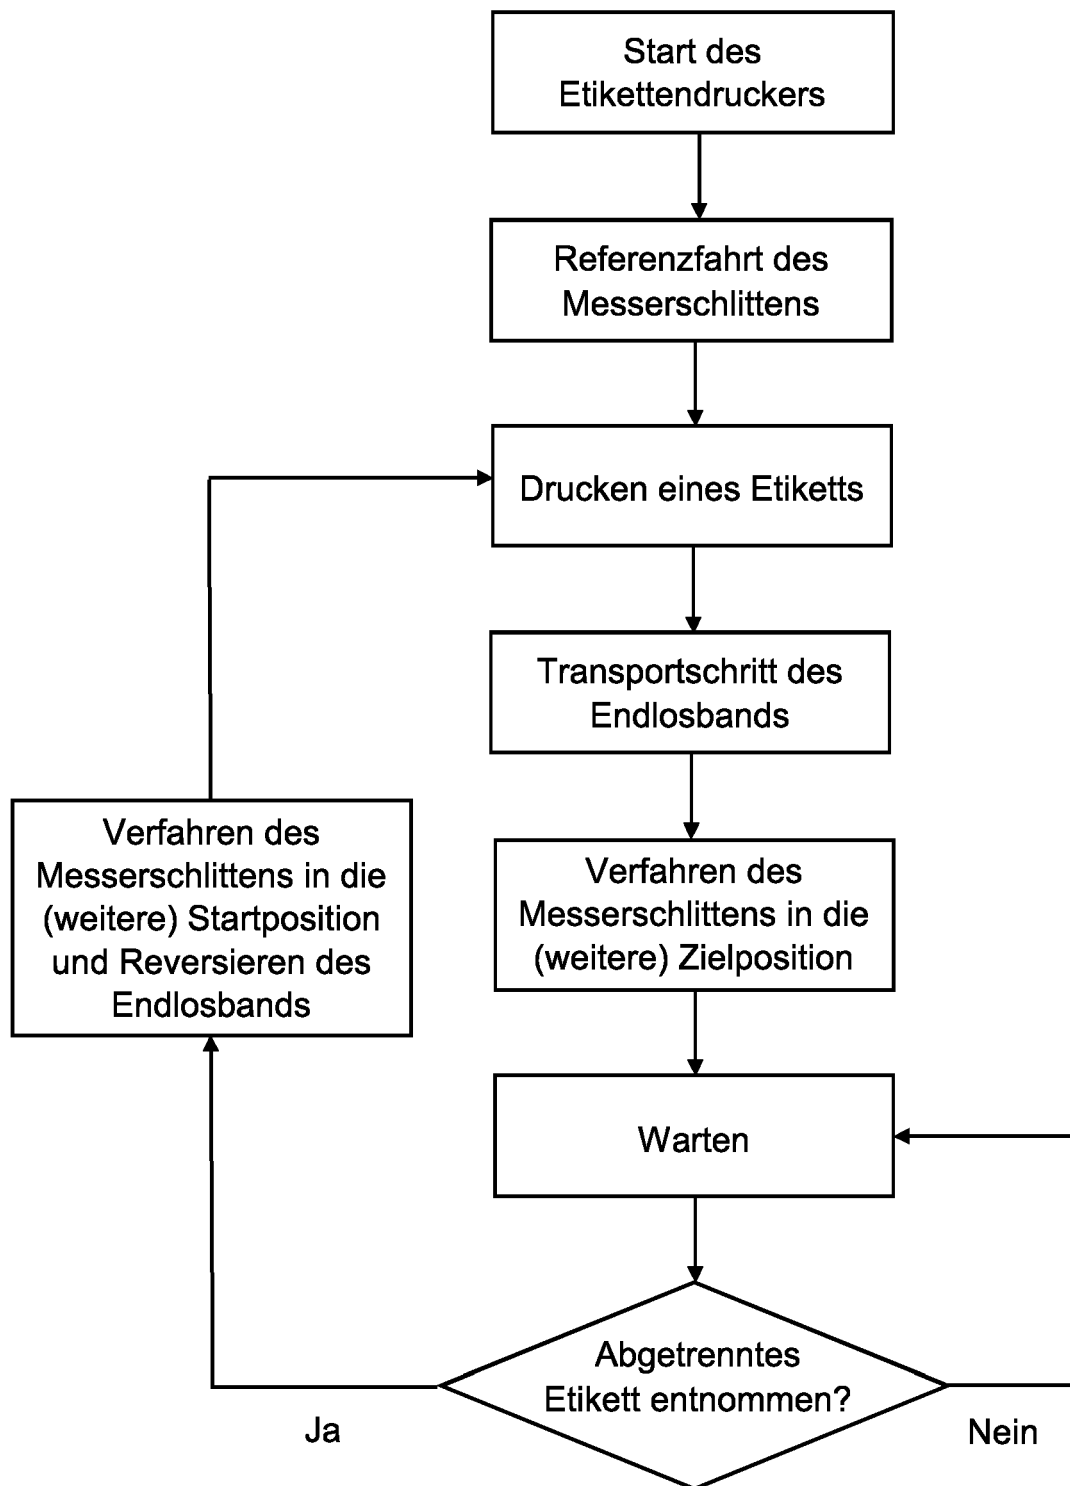 Start des
Etikettendruckers
Referenzfahrt des
Messerschlittens
Drucken eines Etiketts
Transportschritt des
Endlosbands
Verfahren des
Messerschlittens in die
(weitere) Startposition
und Reversieren des
Endlosbands
Verfahren des
Messerschlittens in die
(weitere) Zielposition
Warten
Abgetrenntes
Etikett entnommen?
Ja
Nein